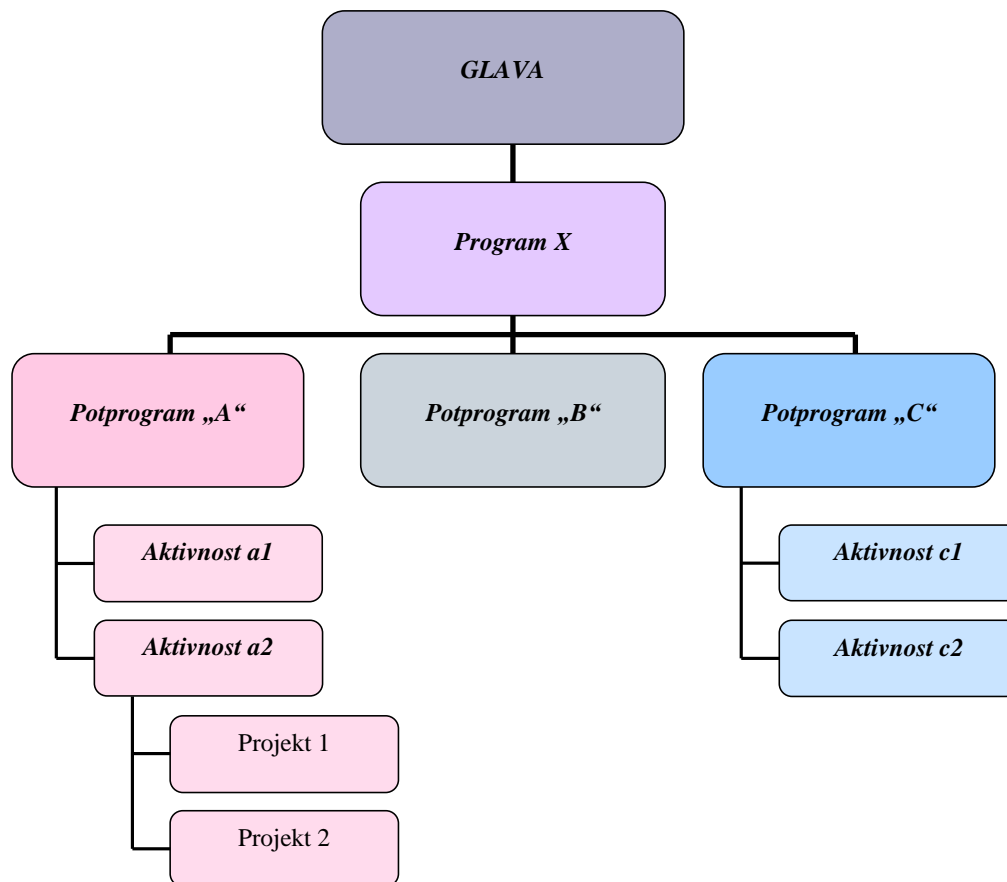 GLAVA
Program X
Potprogram „A“
Potprogram „B“
Potprogram „C“
Aktivnost a1
Aktivnost a2
Projekt 1
Projekt 2
Aktivnost c1
Aktivnost c2